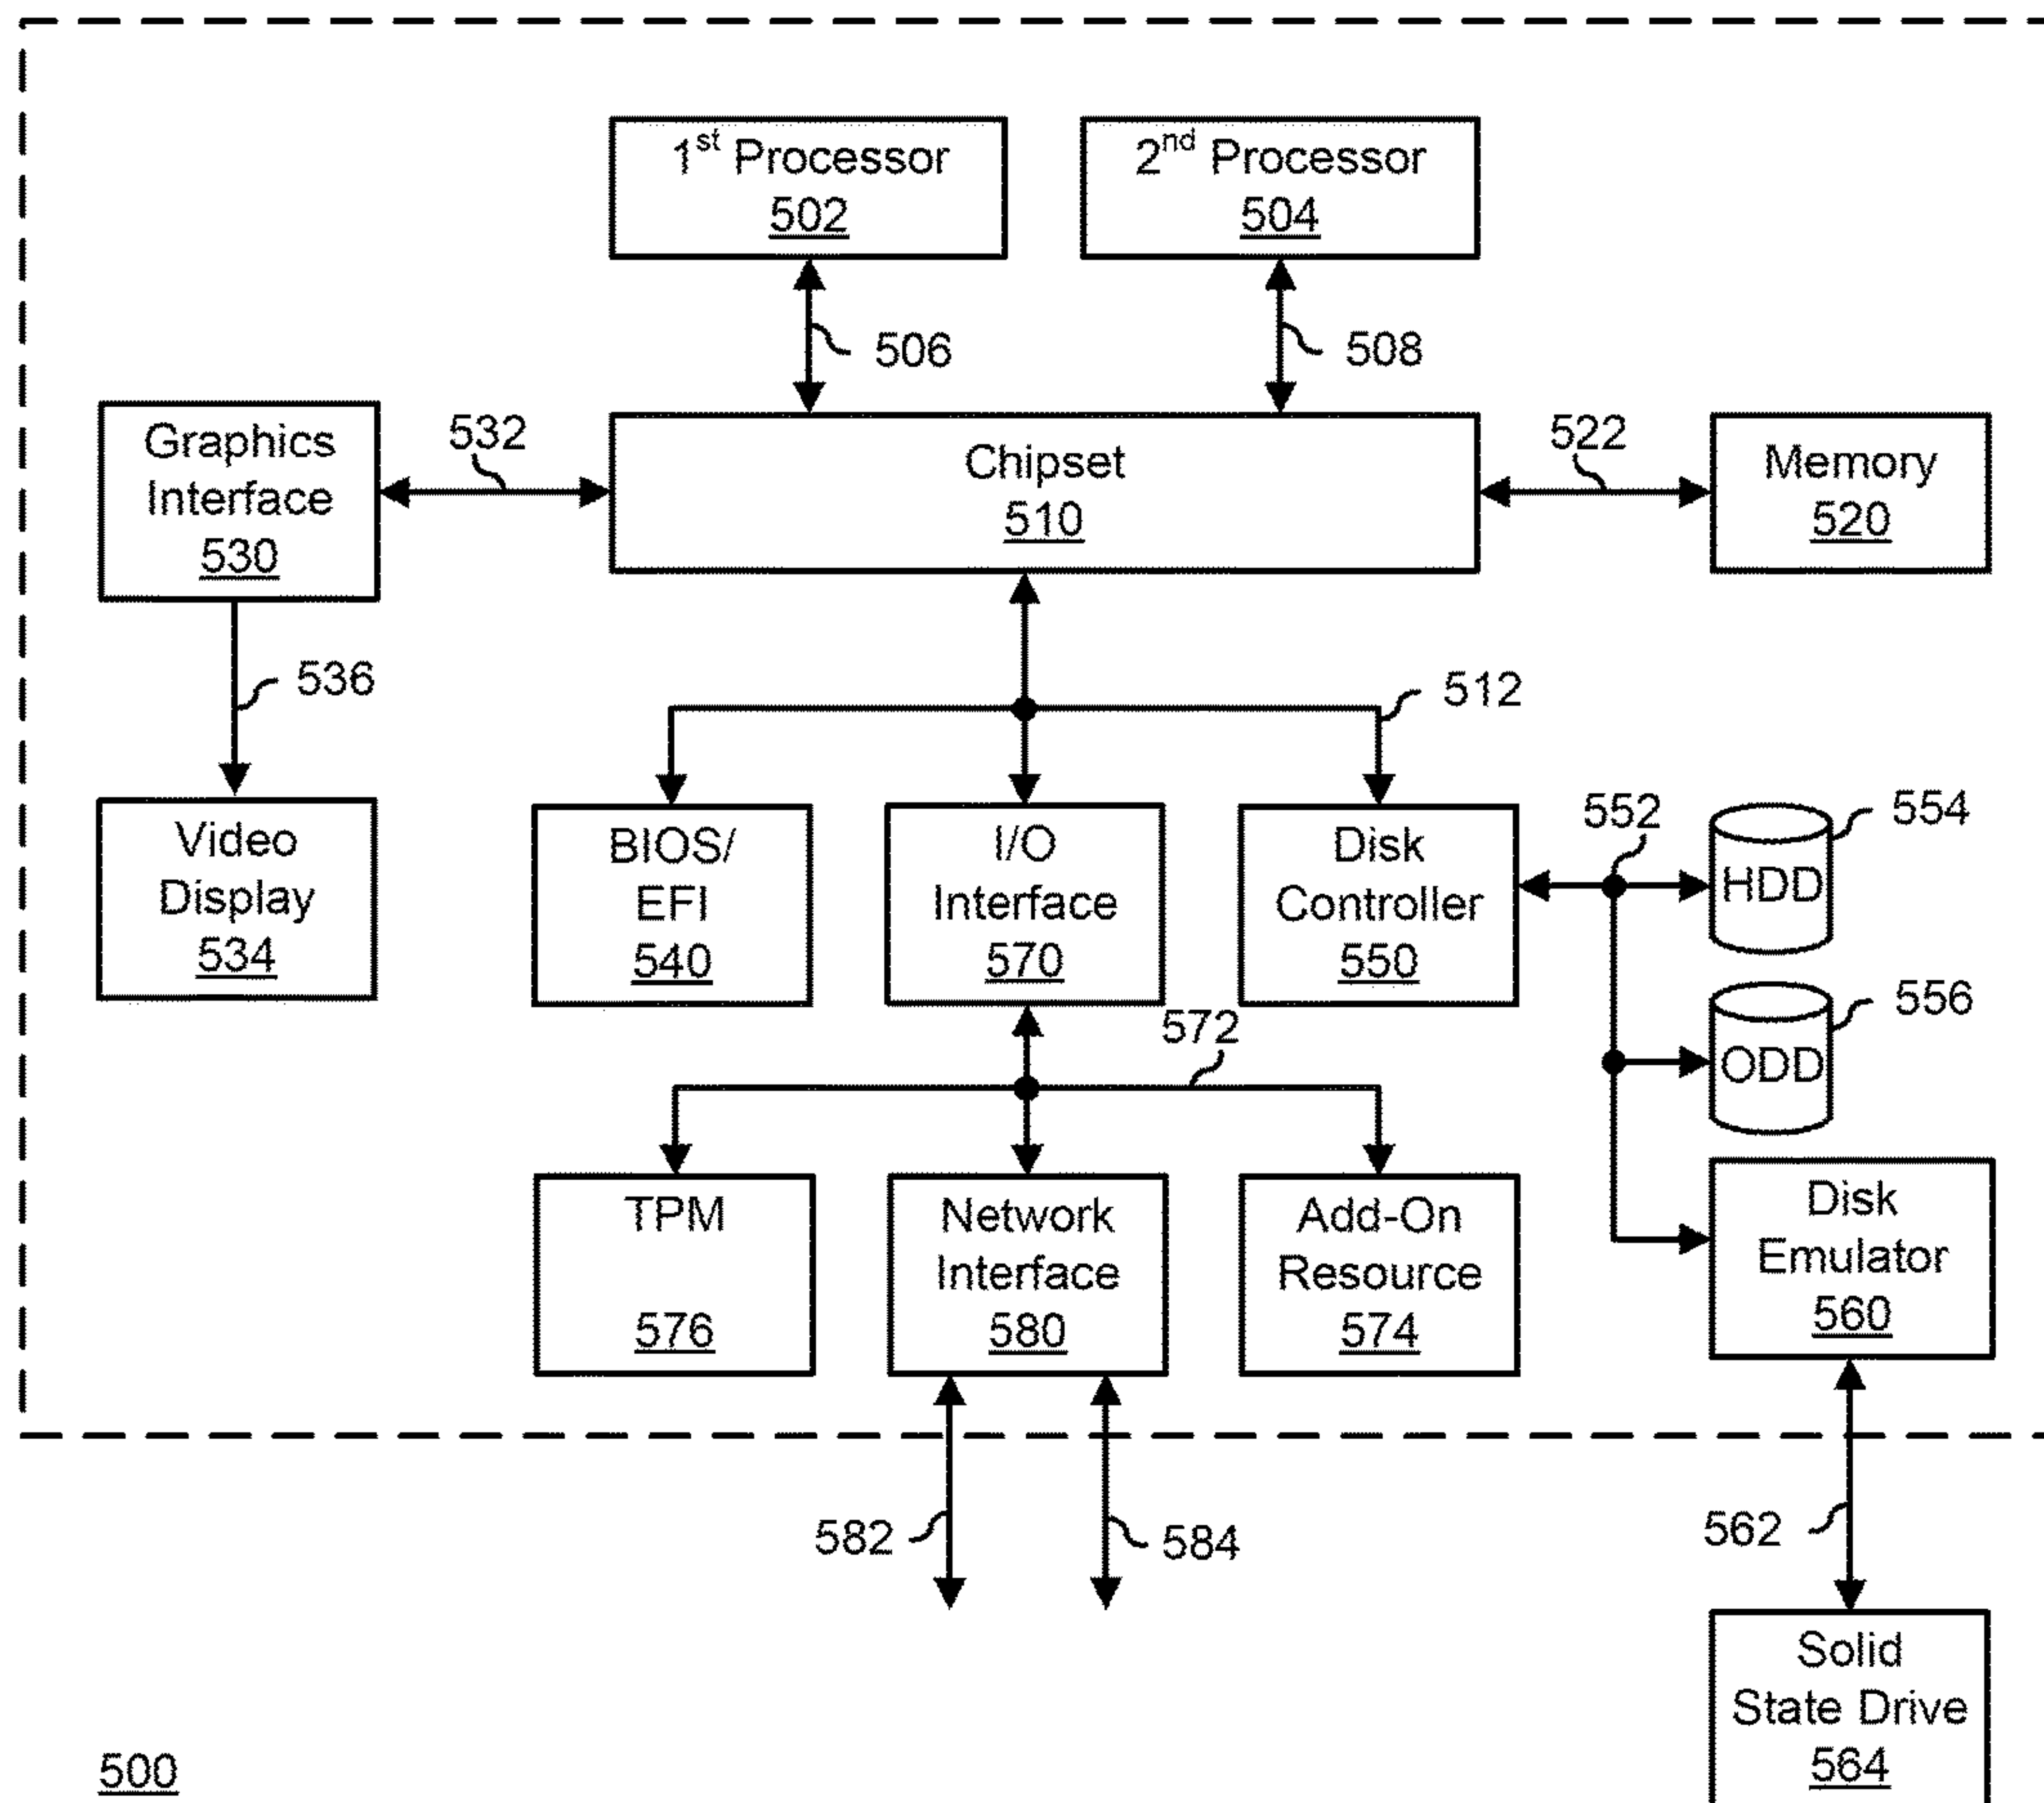 1st Processor
502
2nd Processor
504
506
508
Graphics
Interface
530
532
Chipset
510
522
Memory
520
536
512
Video
Display
534
BIOS/
EFI
540
I/O
Interface
570
Disk
Controller
550
552
HDD
554
ODD
556
572
TPM
576
Network
Interface
580
Add-On
Resource
574
Disk
Emulator
560
582
584
562
Solid
State Drive
564
500